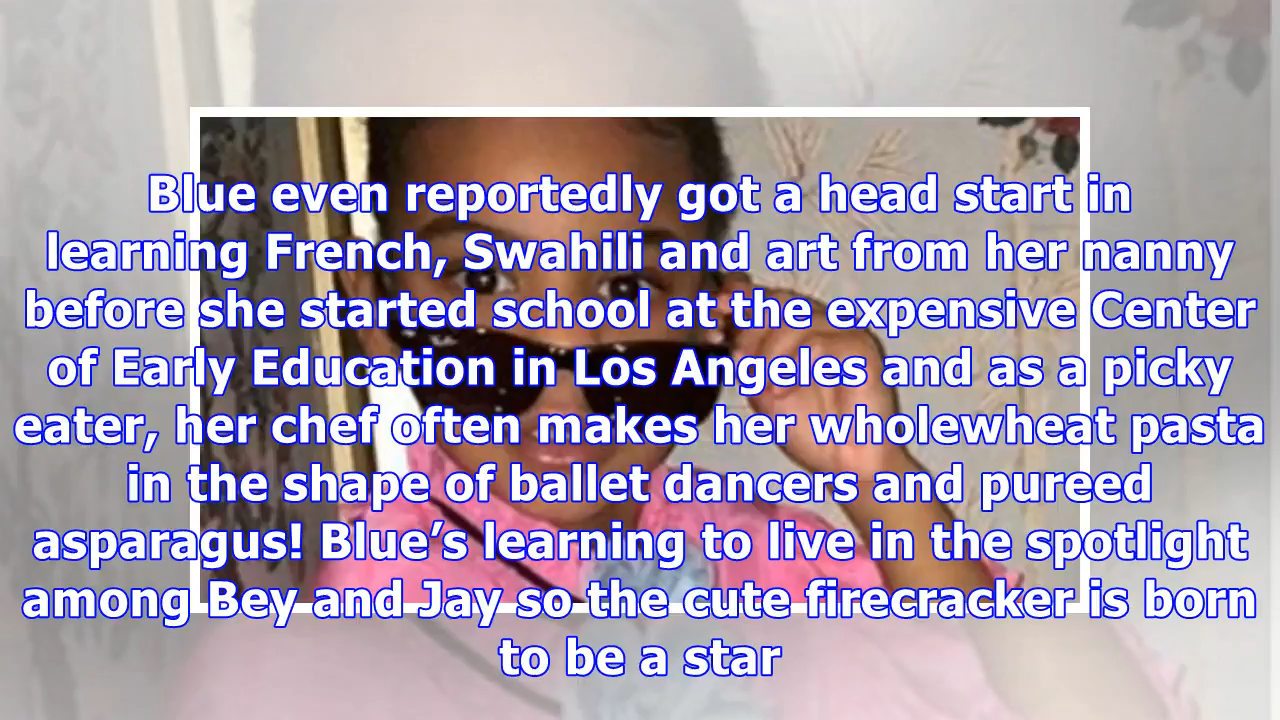 Blue even reportedly got a head start in
learning French, Swahili and art from her nanny
before she started school at the expensive Center
of Early Education in Los Angeles and as a picky
eater, her chef often makes her wholewheat pasta
in the shape of ballet dancers and pureed
asparagus! Blue’s learning to live in the spotlight
among Bey and Jay so the cute firecracker is born
to be a star